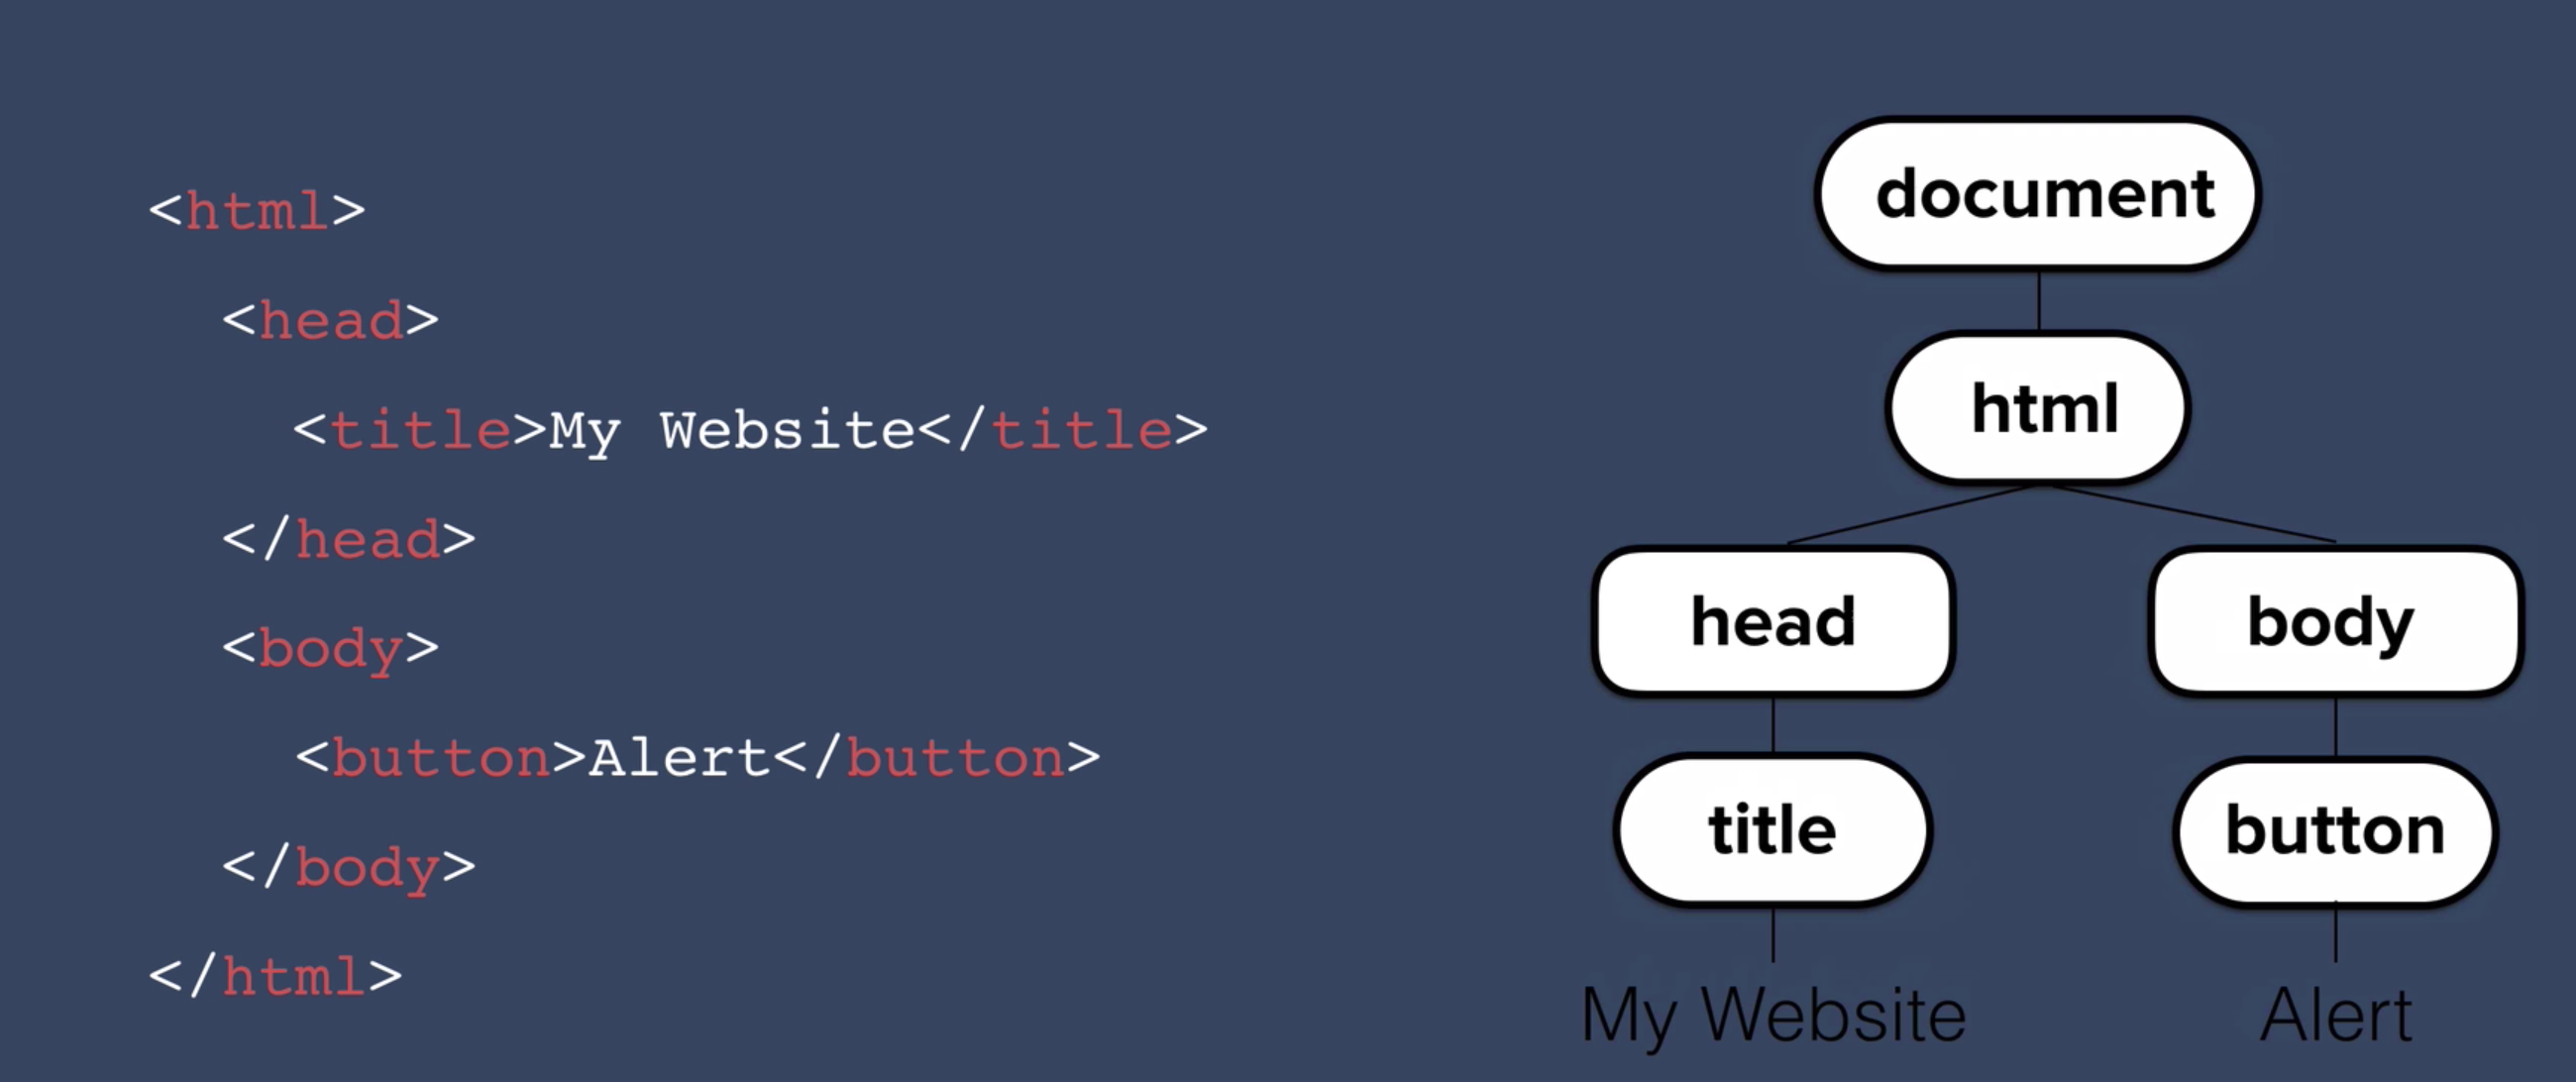 <html>
<head>
<title>My Website</title>
</head>
<body>
<button>Alert</button>
</body>
</html>
document
html
head
body
title
button
My Website
Alert